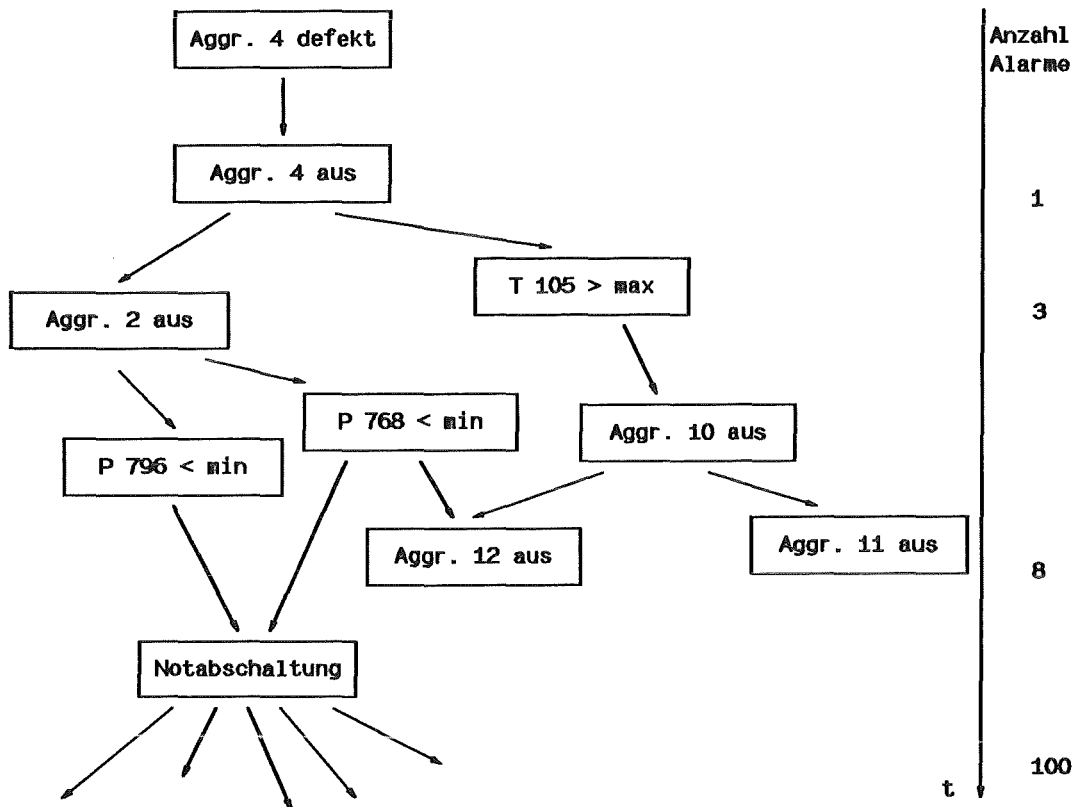 Aggr. 4 defekt
Anzahl
Alarme
Aggr. 4 aus
1
T 105 > max
Aggr. 2 aus
3
P 768 < min
Aggr. 10 aus
P 796 < min
Aggr. 12 aus
Aggr. 11 aus
8
Notabschaltung
100
t